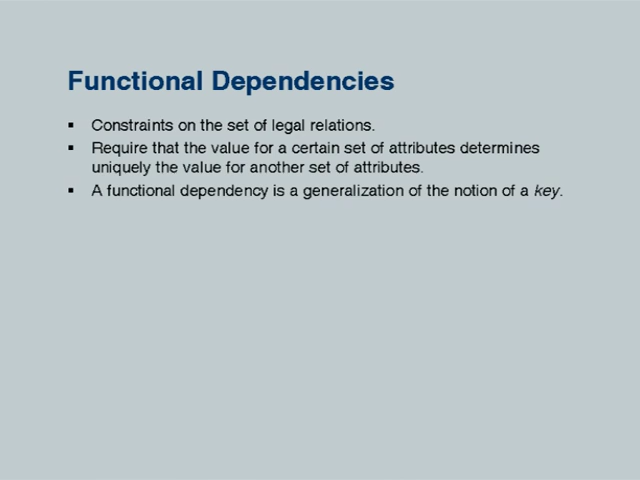 Functional Dependencies
▪ Constraints on the set of legal relations.
▪ Require that the value for a certain set of attributes determines
uniquely the value for another set of attributes.
▪ A functional dependency is a generalization of the notion of a key.